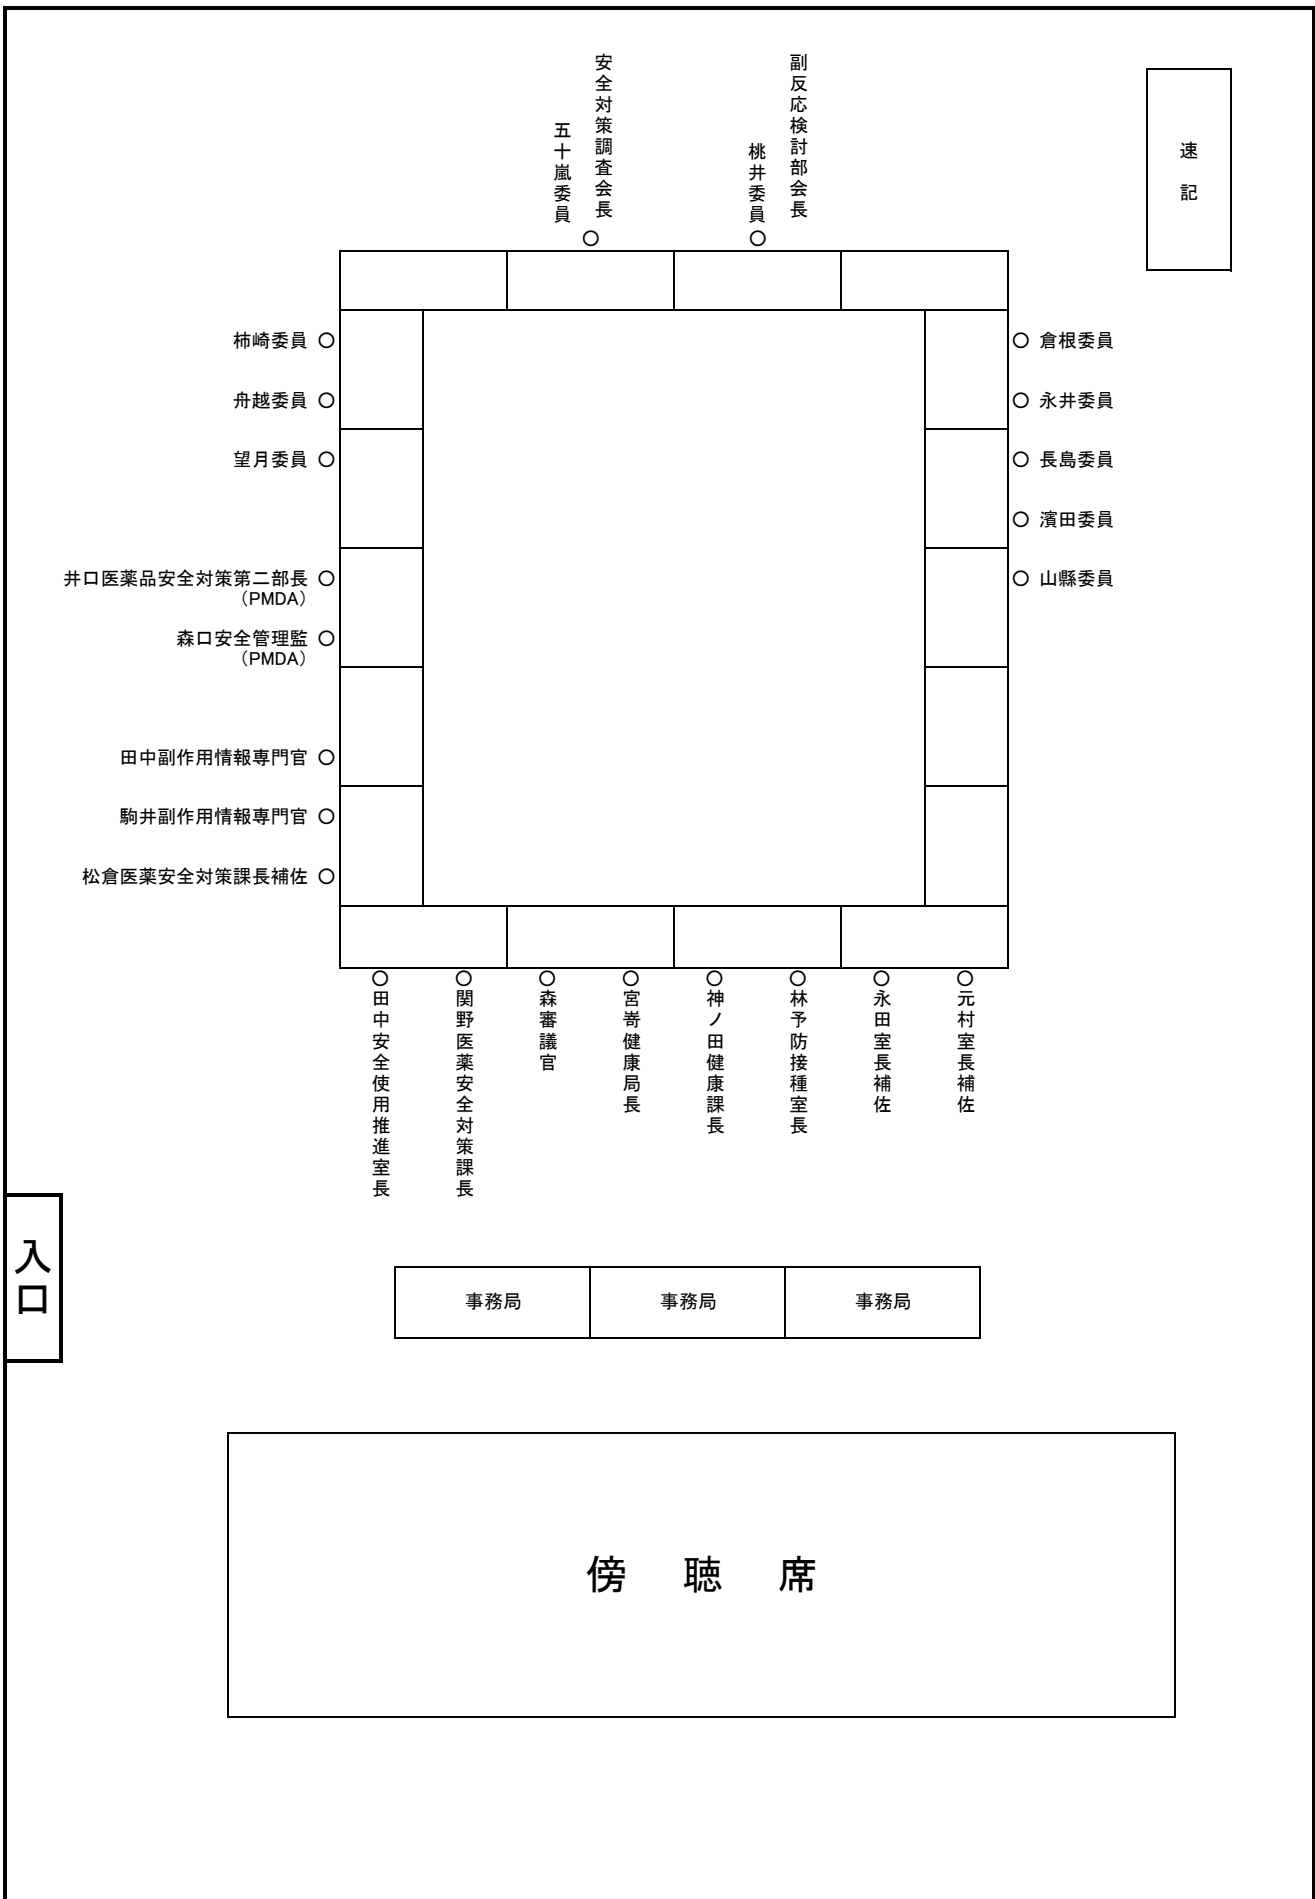 副反応検討部会長
桃井委員
安全対策調査会長
五十嵐委員
速記
柿崎委員
舟越委員
望月委員
井口医薬品安全対策第二部長
（PMDA）
森口安全管理監
（PMDA）
田中副作用情報専門官
駒井副作用情報専門官
松倉医薬安全対策課長補佐
倉根委員
永井委員
長島委員
濱田委員
山縣委員
田中安全使用推進室長
関野医薬安全対策課長
森審議官
宮嵜健康局長
神ノ田健康課長
林予防接種室長
永田室長補佐
元村室長補佐
入口
事務局
事務局
事務局
傍 聴 席